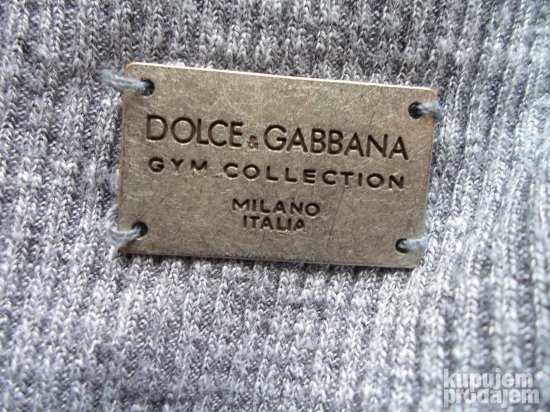 DOLCE & GABBANA
GYM COLLECTION
MILANO
ITALIA
kupujem
prodajem